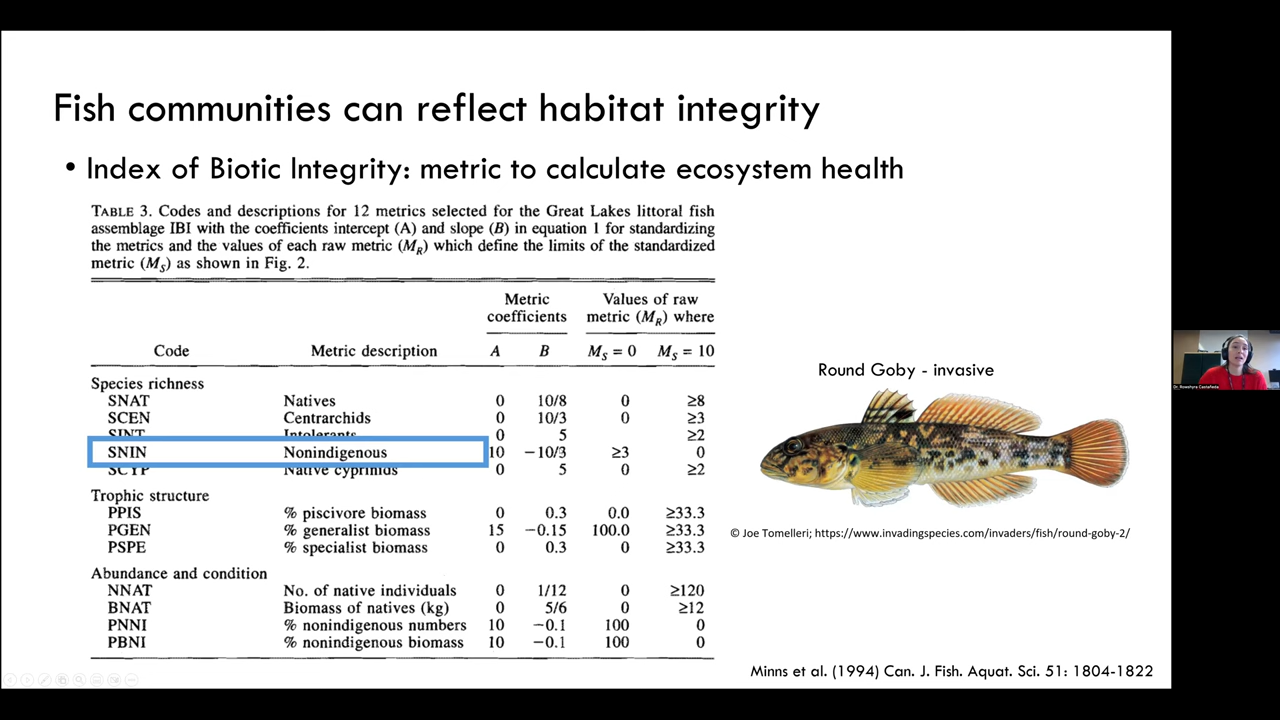 Fish communities can reflect habitat integrity
• Index of Biotic Integrity: metric to calculate ecosystem health
TABLE 3. Codes and descriptions for 12 metrics selected for the Great Lakes littoral fish
assemblage IBI with the coefficients intercept (A) and slope (B) in equation 1 for standardizing
the metrics and the values of each raw metric (MR) which define the limits of the standardized
metric (MS) as shown in Fig. 2.
Metric coefficients Values of raw metric (MR) where
Code Metric description A B MS = 0 MS = 10
Species richness
SNAT Natives 0 10/8 0 ≥8
SCEN Centrarchids 0 10/3 0 ≥3
SINT Intolerants 0 5 ≥2
SNIN Nonindigenous 10 −10/3 ≥3 0
SCYP Native cyprinids 0 5 0 ≥2
Trophic structure
PPIS % piscivore biomass 0 0.3 0.0 ≥33.3
PGEN % generalist biomass 15 −0.15 100.0 ≥33.3
PSPE % specialist biomass 0 0.3 0 ≥33.3
Abundance and condition
NNAT No. of native individuals 0 1/12 0 ≥120
BNAT Biomass of natives (kg) 0 5/6 0 ≥12
PNNI % nonindigenous numbers 10 −0.1 100 0
PBNI % nonindigenous biomass 10 −0.1 100 0
Round Goby - invasive
© Joe Tomelleri; https://www.invadingspecies.com/invaders/fish/round-goby-2/
Minns et al. (1994) Can. J. Fish. Aquat. Sci. 51: 1804-1822
Dr. Rowshyra Castañeda